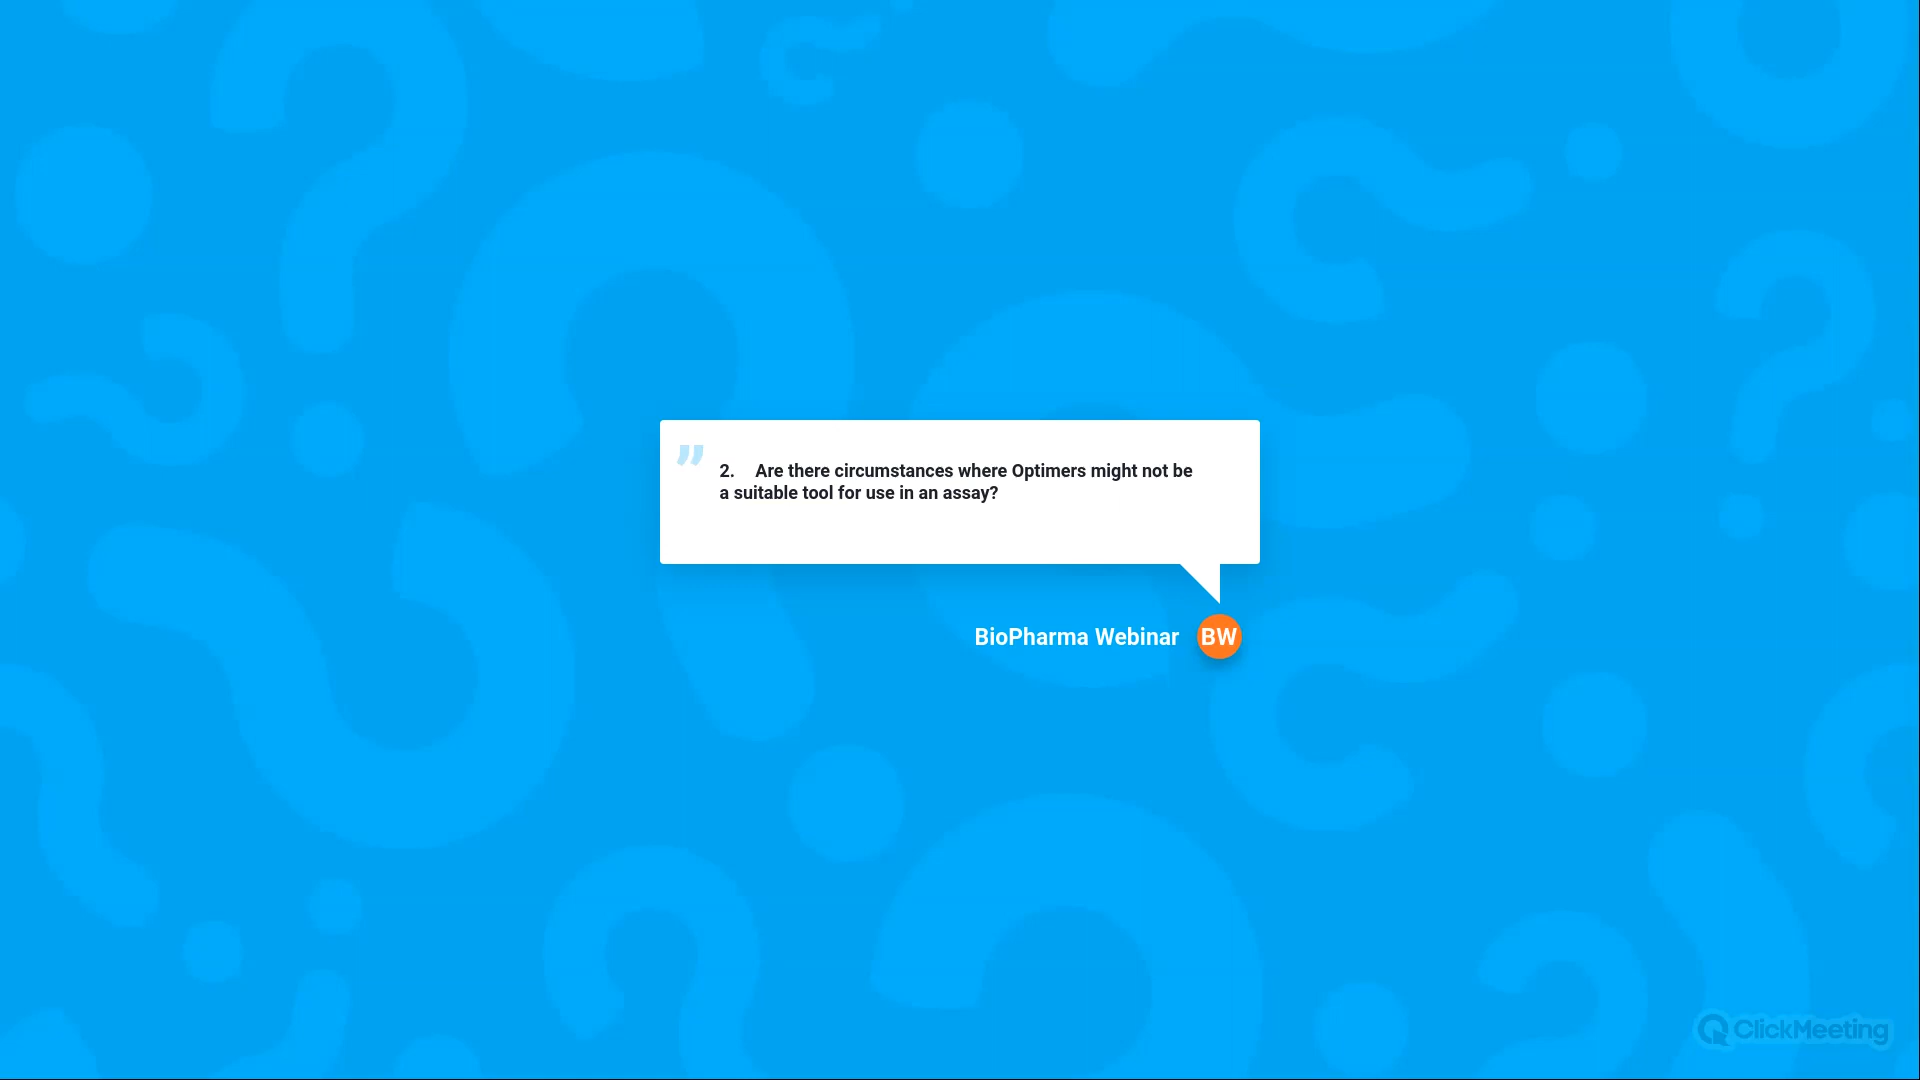 ”
2. Are there circumstances where Optimers might not be
a suitable tool for use in an assay?
BioPharma Webinar BW
ClickMeeting